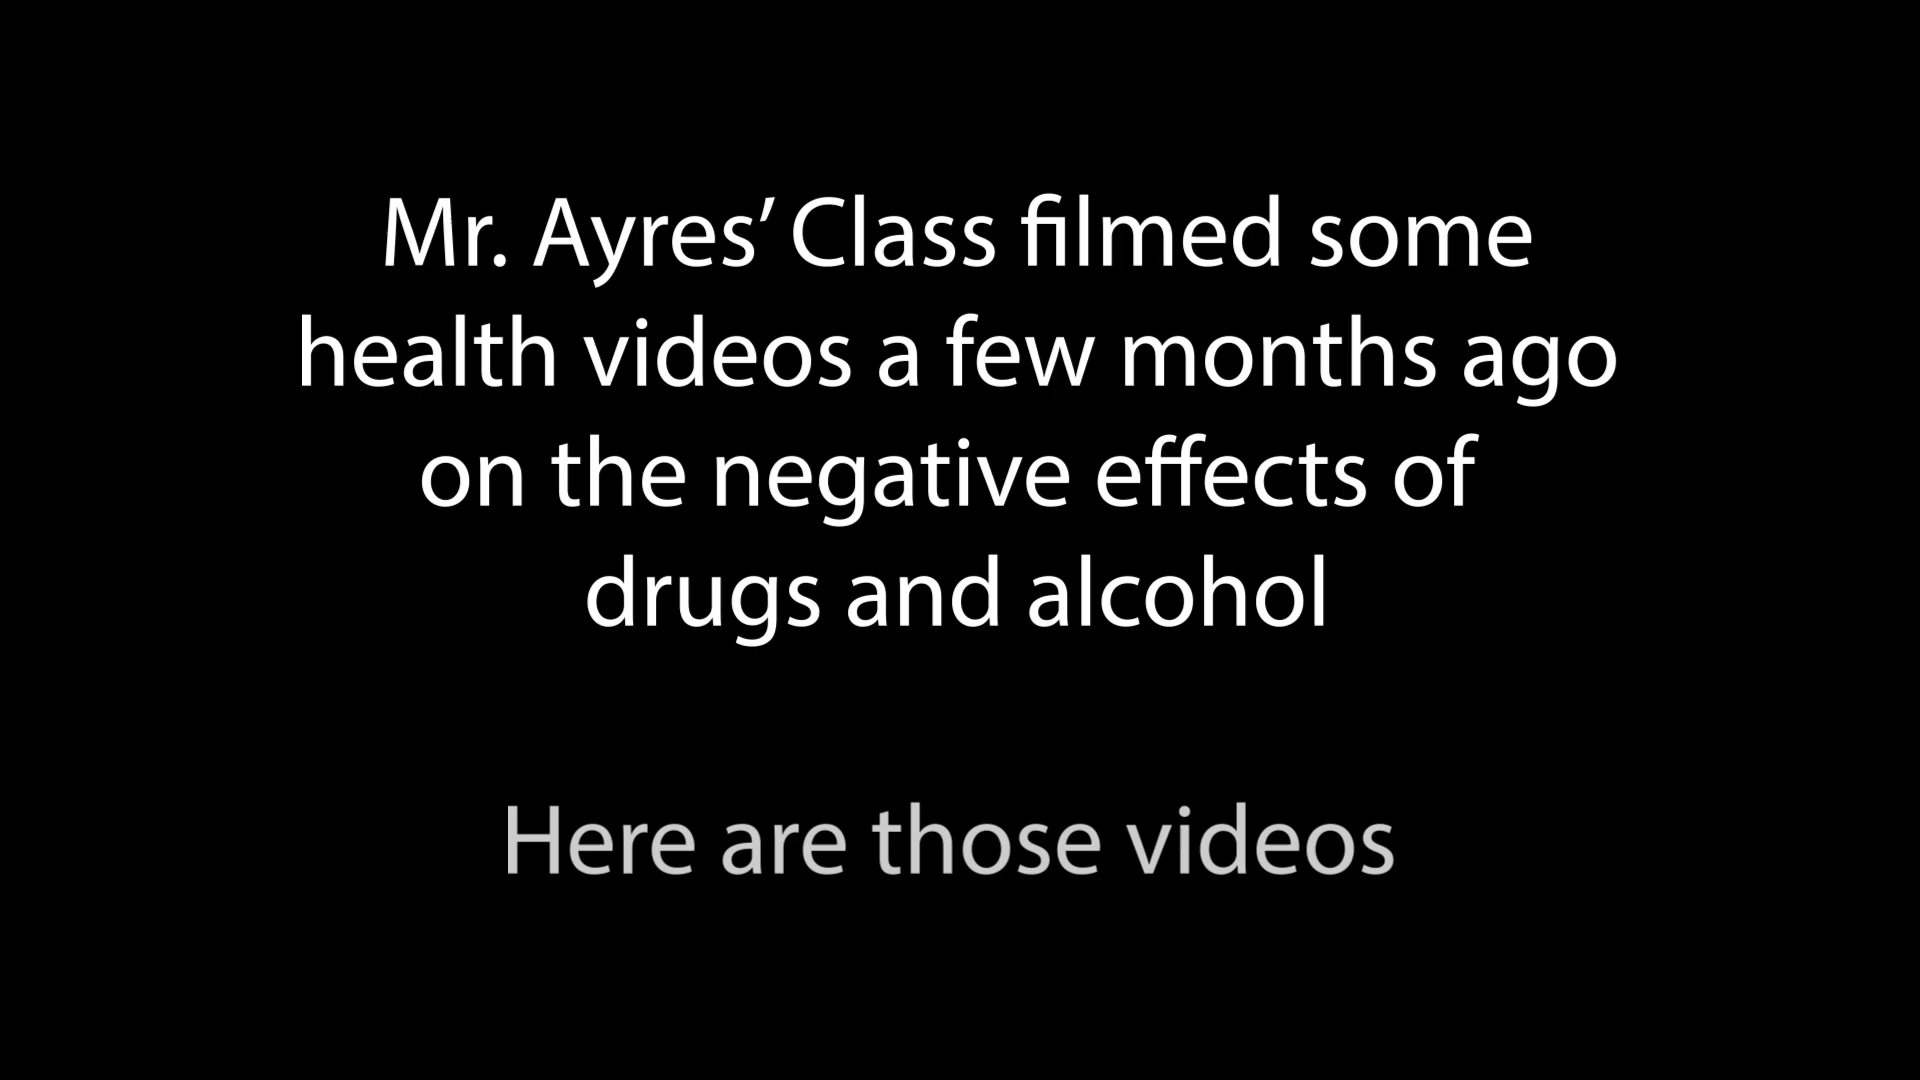 Mr. Ayres’ Class filmed some
health videos a few months ago
on the negative effects of
drugs and alcohol
Here are those videos